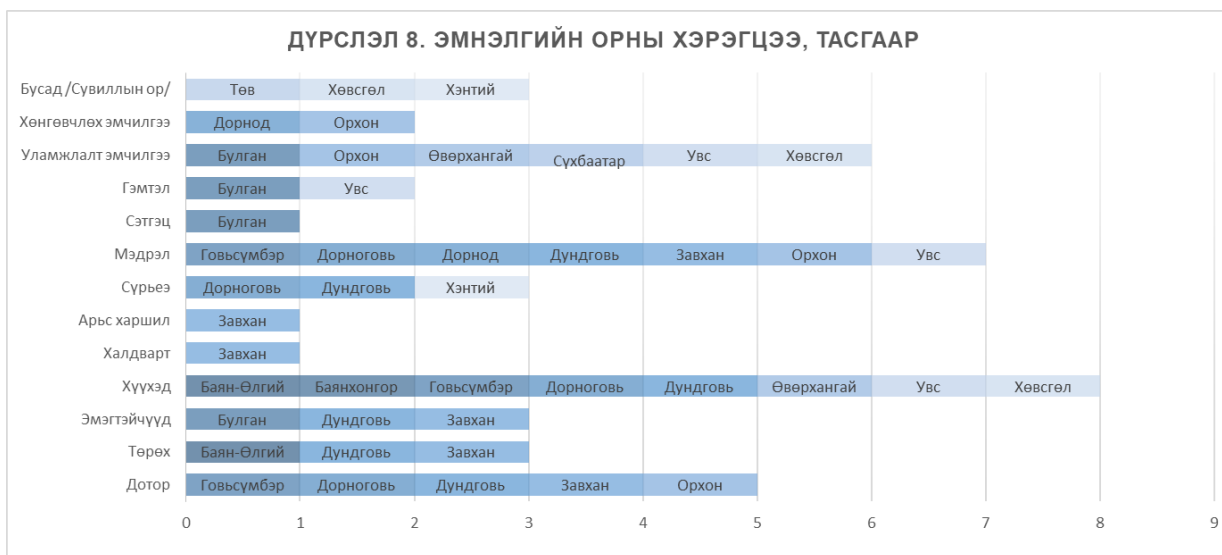 ДҮРСЛЭЛ 8. ЭМНЭЛГИЙН ОРНЫ ХЭРЭГЦЭЭ, ТАСГААР
Бусад /Сувиллын ор/ Төв Хөвсгөл Хэнтий
Хөнгөвчлөх эмчилгээ Дорнод Орхон
Уламжлалт эмчилгээ Булган Орхон Өвөрхангай Сүхбаатар Увс Хөвсгөл
Гэмтэл Булган Увс
Сэтгэц Булган
Мэдрэл Говьсүмбэр Дорноговь Дорнод Дундговь Завхан Орхон Увс
Сүрьеэ Дорноговь Дундговь Хэнтий
Арьс харшил Завхан
Халдварт Завхан
Хүүхэд Баян-Өлгий Баянхонгор Говьсүмбэр Дорноговь Дундговь Өвөрхангай Увс Хөвсгөл
Эмэгтэйчүүд Булган Дундговь Завхан
Төрөх Баян-Өлгий Дундговь Завхан
Дотор Говьсүмбэр Дорноговь Дундговь Завхан Орхон
0 1 2 3 4 5 6 7 8 9